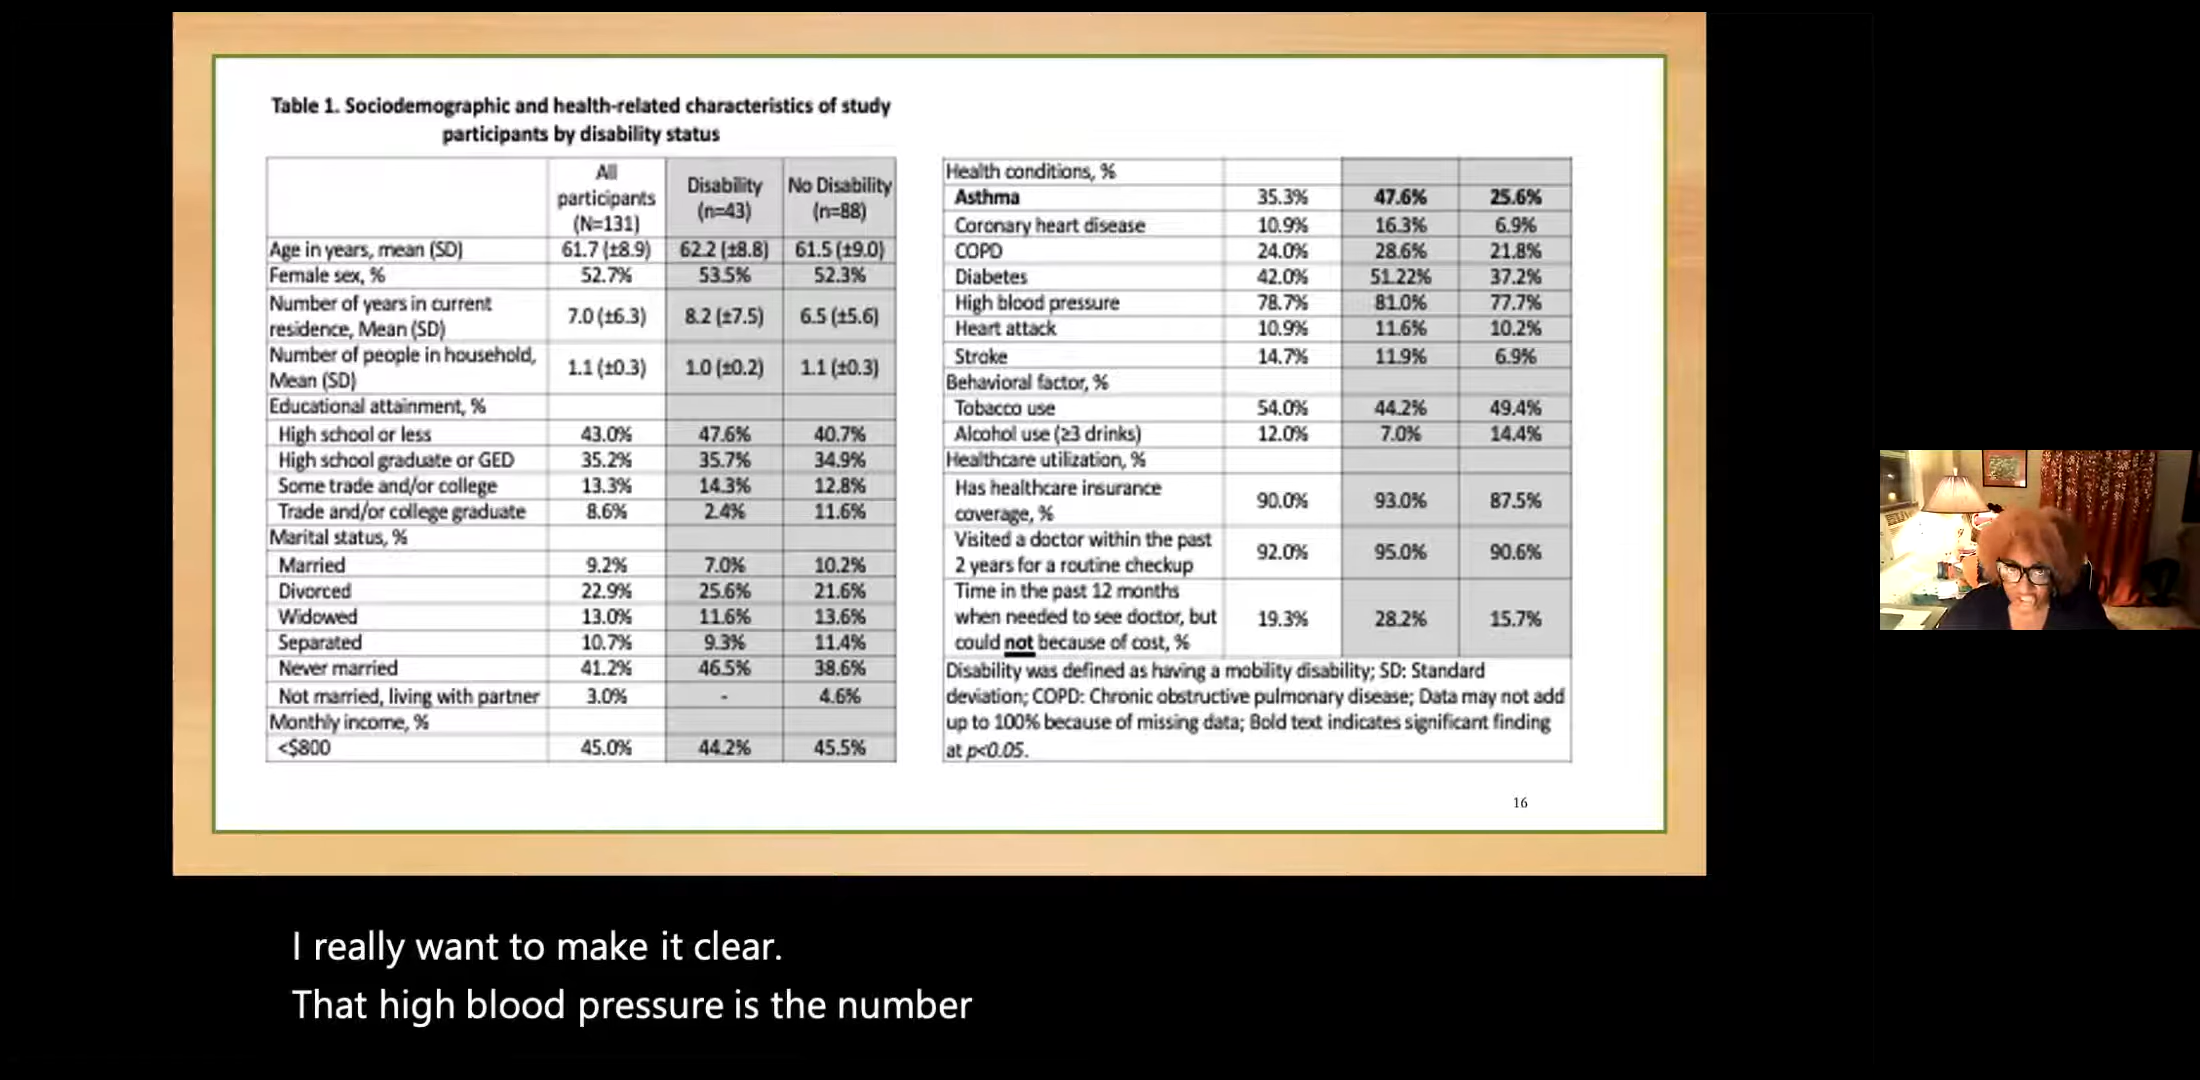 Table 1. Sociodemographic and health-related characteristics of study
participants by disability status
All participants (N=131) Disability (n=43) No Disability (n=88)
Age in years, mean (SD) 61.7 (±8.9) 62.2 (±8.8) 61.5 (±9.0)
Female sex, % 52.7% 53.5% 52.3%
Number of years in current residence, Mean (SD) 7.0 (±6.3) 8.2 (±7.5) 6.5 (±5.6)
Number of people in household, Mean (SD) 1.1 (±0.3) 1.0 (±0.2) 1.1 (±0.3)
Educational attainment, %
High school or less 43.0% 47.6% 40.7%
High school graduate or GED 35.2% 35.7% 34.9%
Some trade and/or college 13.3% 14.3% 12.8%
Trade and/or college graduate 8.6% 2.4% 11.6%
Marital status, %
Married 9.2% 7.0% 10.2%
Divorced 22.9% 25.6% 21.6%
Widowed 13.0% 11.6% 13.6%
Separated 10.7% 9.3% 11.4%
Never married 41.2% 46.5% 38.6%
Not married, living with partner 3.0% - 4.6%
Monthly income, %
<$800 45.0% 44.2% 45.5%
Health conditions, %
Asthma 35.3% 47.6% 25.6%
Coronary heart disease 10.9% 16.3% 6.9%
COPD 24.0% 28.6% 21.8%
Diabetes 42.0% 51.22% 37.2%
High blood pressure 78.7% 81.0% 77.7%
Heart attack 10.9% 11.6% 10.2%
Stroke 14.7% 11.9% 6.9%
Behavioral factor, %
Tobacco use 54.0% 44.2% 49.4%
Alcohol use (≥3 drinks) 12.0% 7.0% 14.4%
Healthcare utilization, %
Has healthcare insurance coverage, % 90.0% 93.0% 87.5%
Visited a doctor within the past 2 years for a routine checkup 92.0% 95.0% 90.6%
Time in the past 12 months when needed to see doctor, but could not because of cost, % 19.3% 28.2% 15.7%
Disability was defined as having a mobility disability; SD: Standard
deviation; COPD: Chronic obstructive pulmonary disease; Data may not add
up to 100% because of missing data; Bold text indicates significant finding
at p<0.05.
16
I really want to make it clear.
That high blood pressure is the number